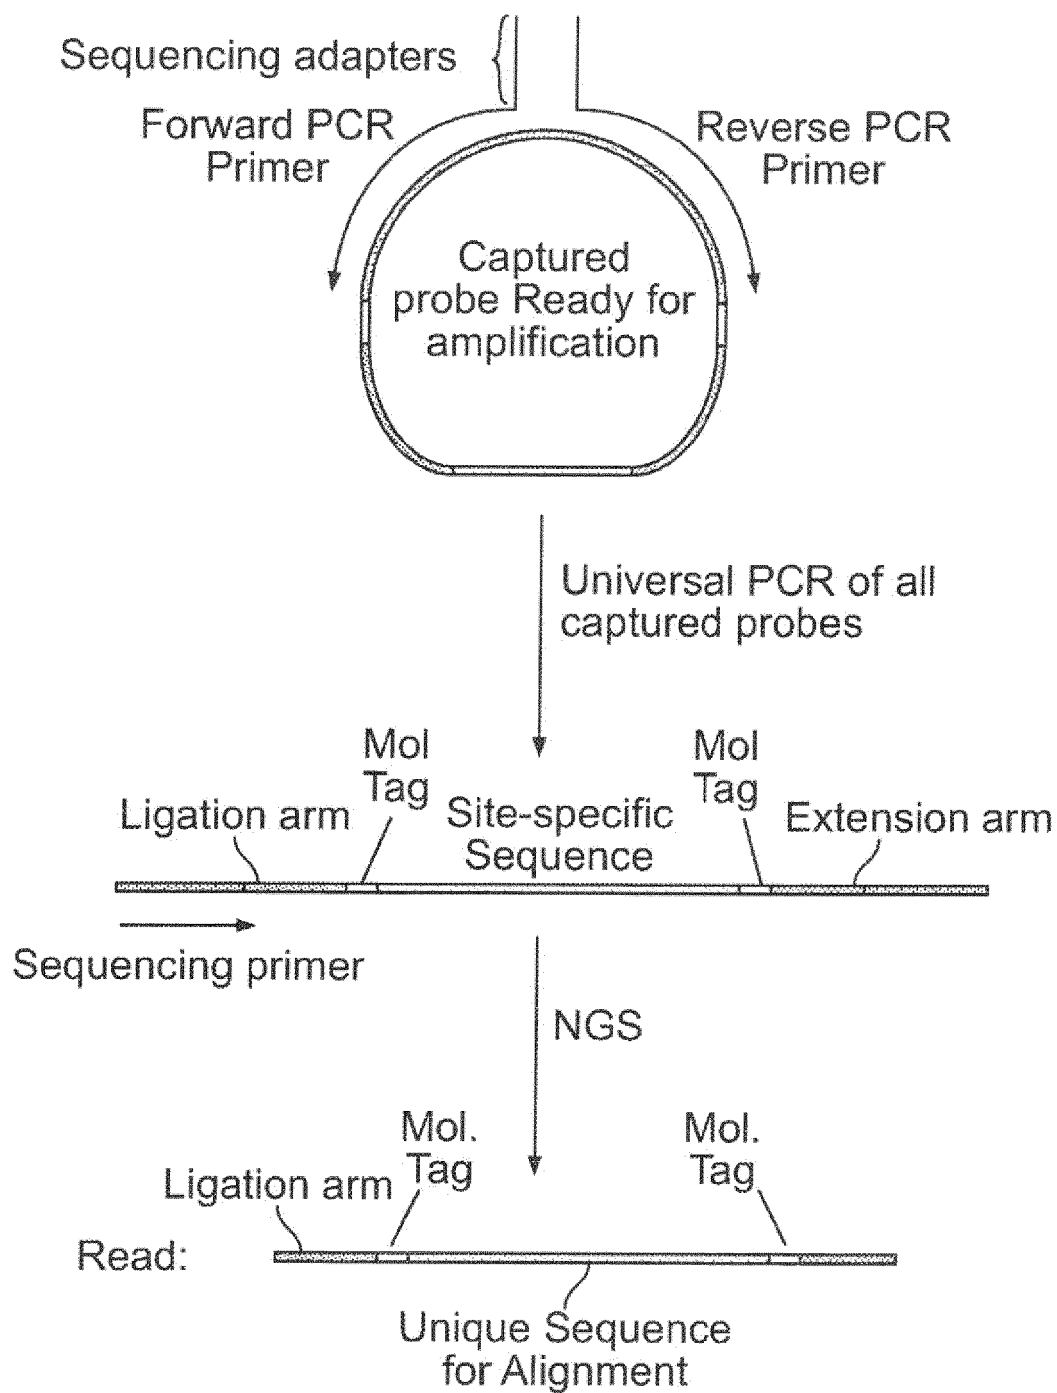 Sequencing adapters
Forward PCR
Primer
Reverse PCR
Primer
Captured
probe Ready for
amplification
Universal PCR of all
captured probes
Mol
Tag
Mol
Tag
Ligation arm
Site-specific
Sequence
Extension arm
Sequencing primer
NGS
Mol.
Tag
Mol.
Tag
Ligation arm
Read:
Unique Sequence
for Alignment